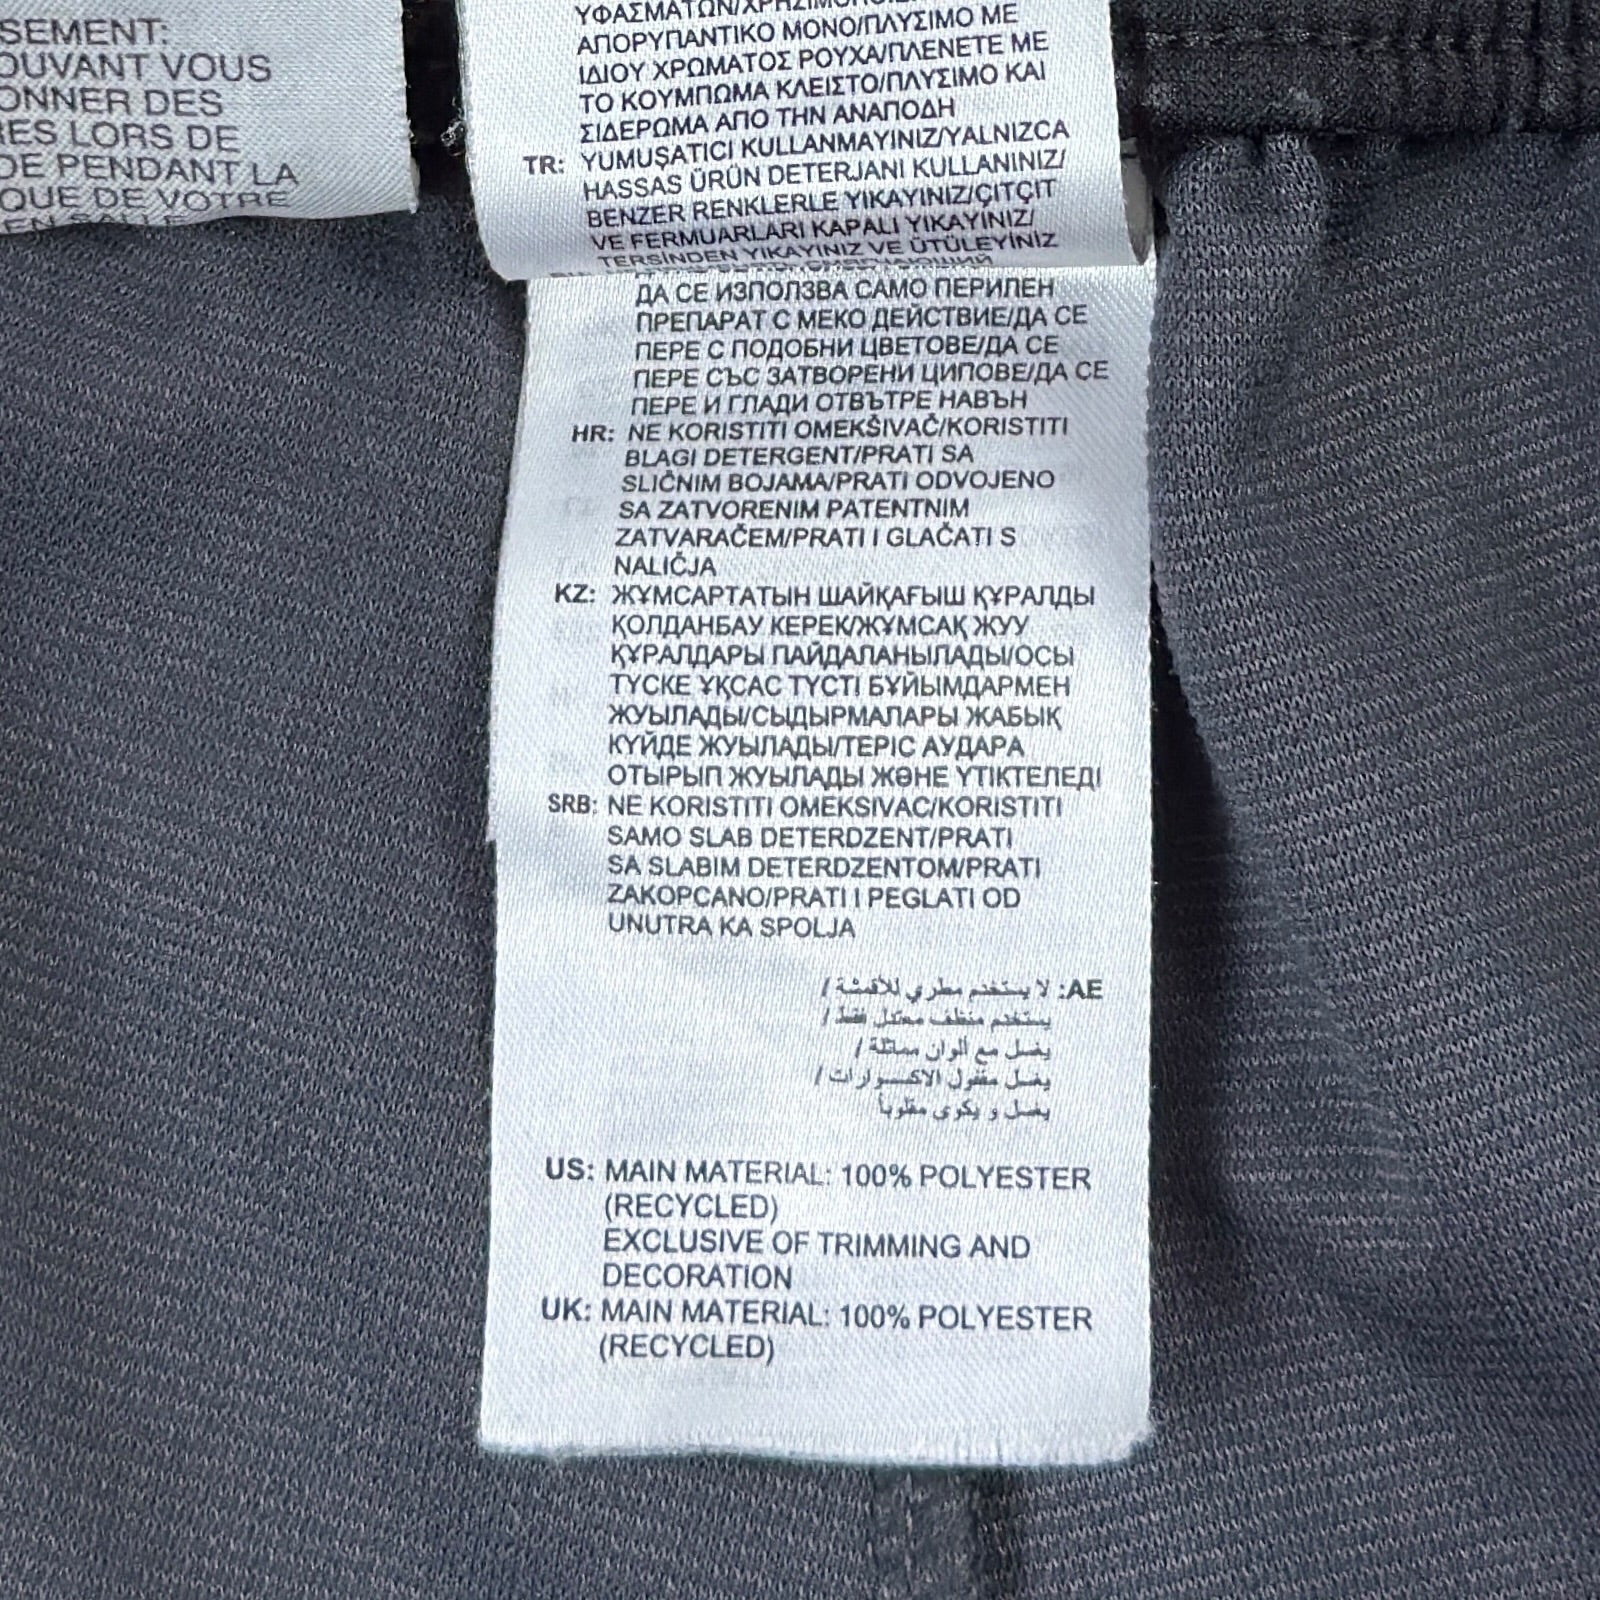 SEMENT:
OUVANT VOUS
ONNER DES
RES LORS DE
DE PENDANT LA
QUE DE VOTRE
EN SALLE
ΥΦΑΣΜΑΤΩΝ/
ΑΠΟΡΥΠΑΝΤΙΚΟ ΜΟΝΟ/ΠΛΥΣΙΜΟ ΜΕ
ΙΔΙΟΥ ΧΡΩΜΑΤΟΣ ΡΟΥΧΑ/ΠΛΕΝΕΤΕ ΜΕ
ΤΟ ΚΟΥΜΠΩΜΑ ΚΛΕΙΣΤΟ/ΠΛΥΣΙΜΟ ΚΑΙ
ΣΙΔΕΡΩΜΑ ΑΠΟ ΤΗΝ ΑΝΑΠΟΔΗ
TR: YUMUŞATICI KULLANMAYINIZ/YALNIZCA
HASSAS ÜRÜN DETERJANI KULLANINIZ/
BENZER RENKLERLE YIKAYINIZ/ÇITÇIT
VE FERMUARLARI KAPALI YIKAYINIZ/
TERSİNDEN YIKAYINIZ VE ÜTÜLEYİNİZ
ДА СЕ ИЗПОЛЗВА САМО ПЕРИЛЕН
ПРЕПАРАТ С МЕКО ДЕЙСТВИЕ/ДА СЕ
ПЕРЕ С ПОДОБНИ ЦВЕТОВЕ/ДА СЕ
ПЕРЕ СЪС ЗАТВОРЕНИ ЦИПОВЕ/ДА СЕ
ПЕРЕ И ГЛАДИ ОТВЪТРЕ НАВЪН
HR: NE KORISTITI OMEKŠIVAČ/KORISTITI
BLAGI DETERGENT/PRATI SA
SLIČNIM BOJAMA/PRATI ODVOJENO
SA ZATVORENIM PATENTNIM
ZATVARAČEM/PRATI I GLAČATI S
NALIČJA
KZ: ЖҰМСАРТАТЫН ШАЙҚАҒЫШ ҚҰРАЛДЫ
ҚОЛДАНБАУ КЕРЕК/ЖҰМСАҚ ЖУУ
ҚҰРАЛДАРЫ ПАЙДАЛАНЫЛАДЫ/ОСЫ
ТҮСКЕ ҰҚСАС ТҮСТІ БҰЙЫМДАРМЕН
ЖУЫЛАДЫ/СЫДЫРМАЛАРЫ ЖАБЫҚ
КҮЙДЕ ЖУЫЛАДЫ/ТЕРІС АУДАРА
ОТЫРЫП ЖУЫЛАДЫ ЖӘНЕ ҮТІКТЕЛЕДІ
SRB: NE KORISTITI OMEKSIVAC/KORISTITI
SAMO SLAB DETERDZENT/PRATI
SA SLABIM DETERDZENTOM/PRATI
ZAKOPCANO/PRATI I PEGLATI OD
UNUTRA KA SPOLJA
AE: لا يستخدم مطري للأقمشة /
يستخدم منظف معتدل فقط /
يغسل مع ألوان مماثلة /
يغسل مقفول الاكسسوارات /
يغسل و يكوى مقلوباً
US: MAIN MATERIAL: 100% POLYESTER
(RECYCLED)
EXCLUSIVE OF TRIMMING AND
DECORATION
UK: MAIN MATERIAL: 100% POLYESTER
(RECYCLED)